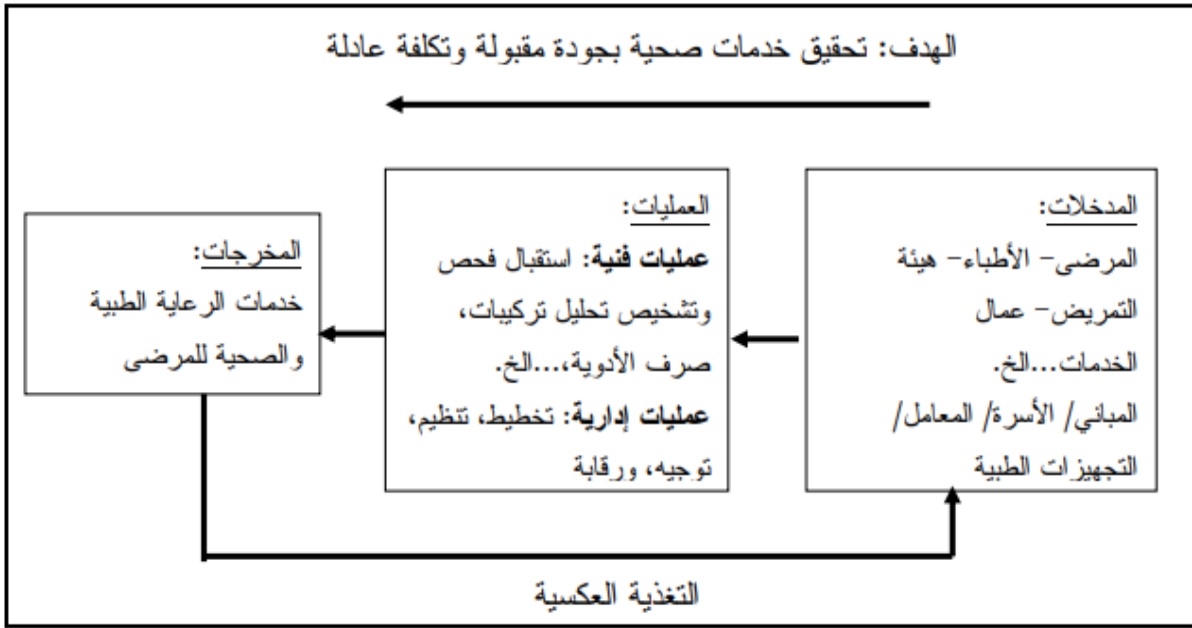 الهدف: تحقيق خدمات صحية بجودة مقبولة وتكلفة عادلة
المدخلات:
المرضى- الأطباء- هيئة
التمريض- عمال
الخدمات...الخ.
المباني/ الأسرة/ المعامل/
التجهيزات الطبية
العمليات:
عمليات فنية: استقبال فحص
وتشخيص تحليل تركيبات،
صرف الأدوية،...الخ.
عمليات إدارية: تخطيط، تنظيم،
توجيه، ورقابة
المخرجات:
خدمات الرعاية الطبية
والصحية للمرضى
التغذية العكسية